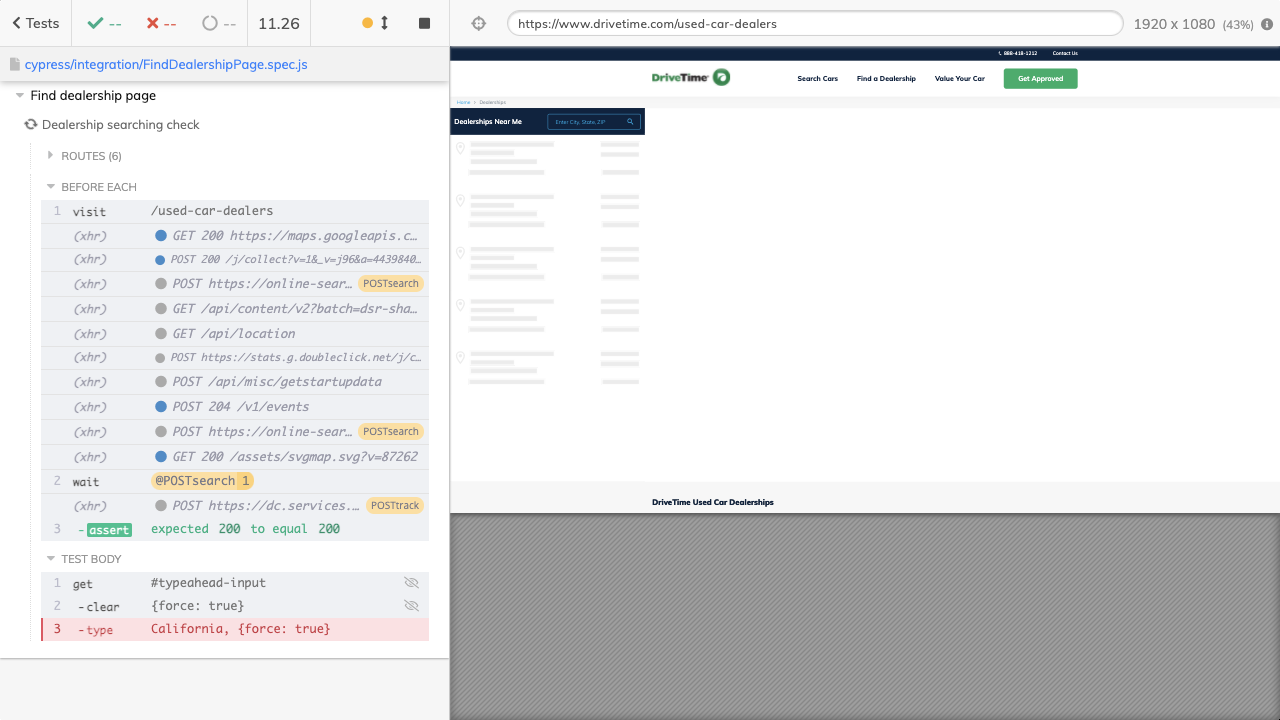 Tests
--
--
--
11.26
https://www.drivetime.com/used-car-dealers
1920 x 1080 (43%)
cypress/integration/FindDealershipPage.spec.js
Find dealership page
Dealership searching check
ROUTES (6)
BEFORE EACH
1 visit /used-car-dealers
(xhr) GET 200 https://maps.googleapis.c...
(xhr) POST 200 /j/collect?v=1&_v=j96&a=4439840...
(xhr) POST https://online-sear... POSTsearch
(xhr) GET /api/content/v2?batch=dsr-sha...
(xhr) GET /api/location
(xhr) POST https://stats.g.doubleclick.net/j/c...
(xhr) POST /api/misc/getstartupdata
(xhr) POST 204 /v1/events
(xhr) POST https://online-sear... POSTsearch
(xhr) GET 200 /assets/svgmap.svg?v=87262
2 wait @POSTsearch 1
(xhr) POST https://dc.services.... POSTtrack
3 -assert expected 200 to equal 200
TEST BODY
1 get #typeahead-input
2 -clear {force: true}
3 -type California, {force: true}
888-418-1212 Contact Us
DriveTime
Search Cars Find a Dealership Value Your Car Get Approved
Home > Dealerships
Dealerships Near Me Enter City, State, ZIP
DriveTime Used Car Dealerships